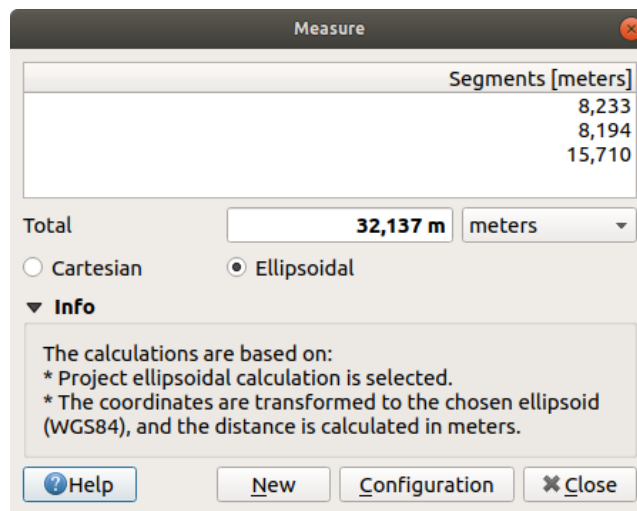 Measure
Segments [meters]
8,233
8,194
15,710
Total 32,137 m meters
Cartesian Ellipsoidal
Info
The calculations are based on:
* Project ellipsoidal calculation is selected.
* The coordinates are transformed to the chosen ellipsoid
(WGS84), and the distance is calculated in meters.
Help New Configuration Close